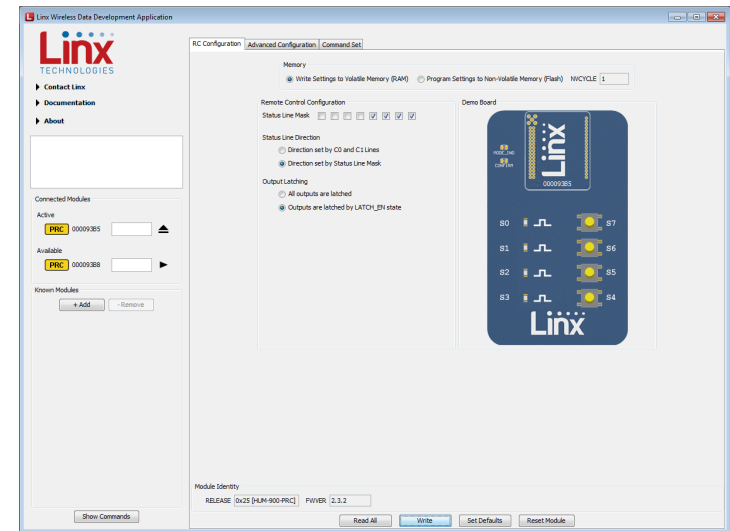 Linx Wireless Data Development Application
Linx
TECHNOLOGIES
Contact Linx
Documentation
About
Connected Modules
Active
PRC 000093B5
Available
PRC 000093B8
Known Modules
+ Add - Remove
Show Commands
RC Configuration Advanced Configuration Command Set
Memory
Write Settings to Volatile Memory (RAM) Program Settings to Non-Volatile Memory (Flash) NVCYCLE 1
Remote Control Configuration
Status Line Mask
Status Line Direction
Direction set by C0 and C1 Lines
Direction set by Status Line Mask
Output Latching
All outputs are latched
Outputs are latched by LATCH_EN state
Demo Board
Linx
MODE_IND
CONFIRM
000093B5
S0 S7
S1 S6
S2 S5
S3 S4
Linx
Module Identity
RELEASE 0x25 [HUM-900-PRC] FWVER 2.3.2
Read All Write Set Defaults Reset Module